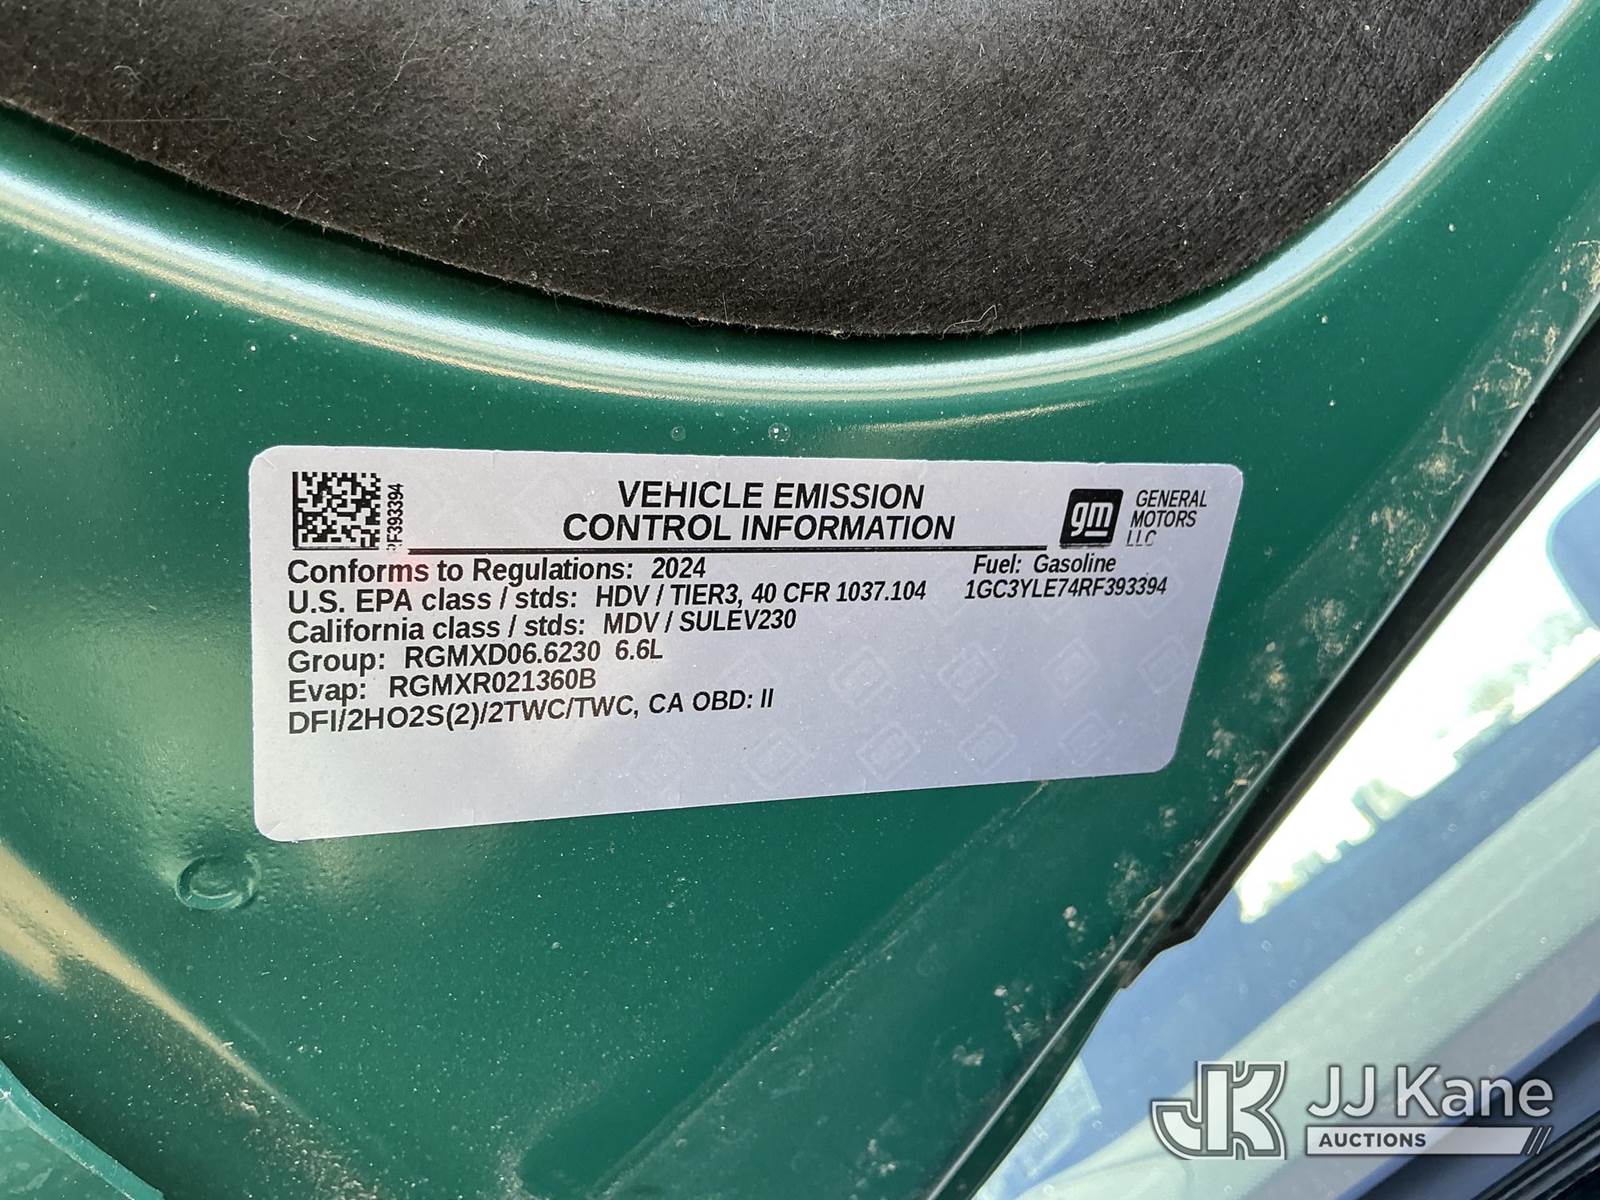 RF393394
VEHICLE EMISSION
CONTROL INFORMATION
gm
GENERAL
MOTORS
LLC
Conforms to Regulations: 2024
Fuel: Gasoline
U.S. EPA class / stds: HDV / TIER3, 40 CFR 1037.104
1GC3YLE74RF393394
California class / stds: MDV / SULEV230
Group: RGMXD06.6230 6.6L
Evap: RGMXR021360B
DFI/2HO2S(2)/2TWC/TWC, CA OBD: II
JK
JJ Kane
AUCTIONS